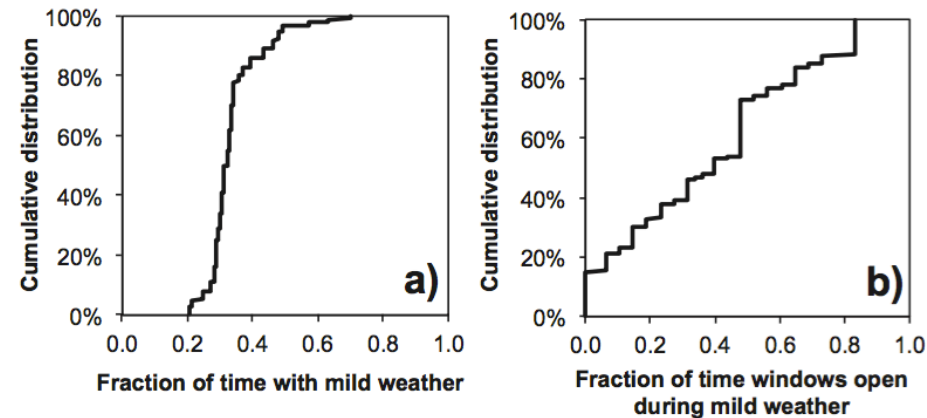 100%
80%
60%
40%
20%
0%
Cumulative distribution
a)
0.0 0.2 0.4 0.6 0.8 1.0
Fraction of time with mild weather
100%
80%
60%
40%
20%
0%
Cumulative distribution
b)
0.0 0.2 0.4 0.6 0.8 1.0
Fraction of time windows open
during mild weather